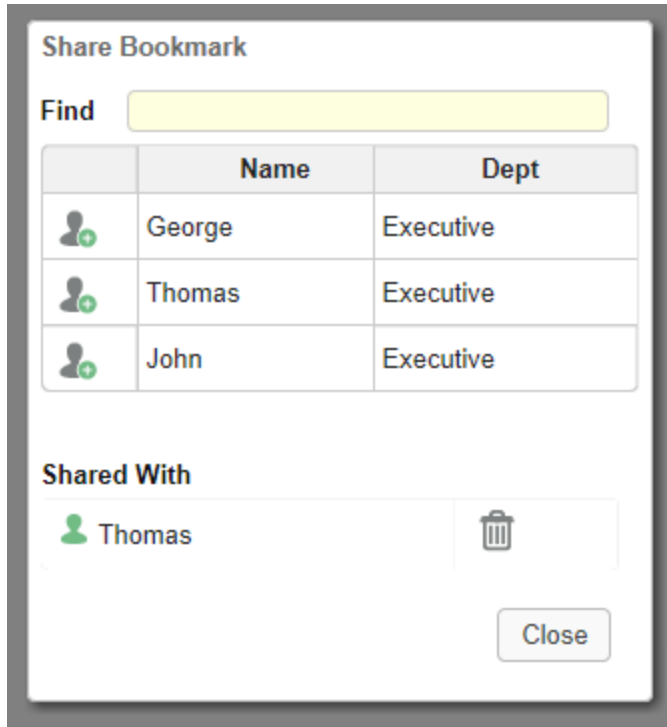 Share Bookmark
Find
Name Dept
George Executive
Thomas Executive
John Executive
Shared With
Thomas
Close